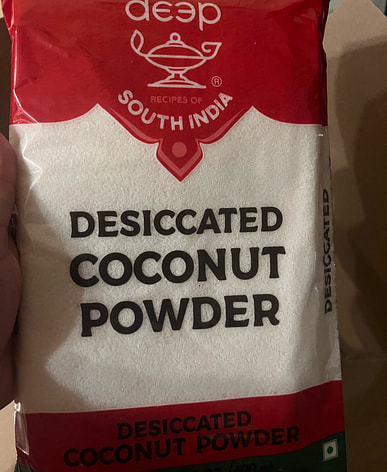 deep
®
RECIPES OF
SOUTH INDIA
DESICCATED
COCONUT
POWDER
DESICCATED
DESICCATED
COCONUT POWDER